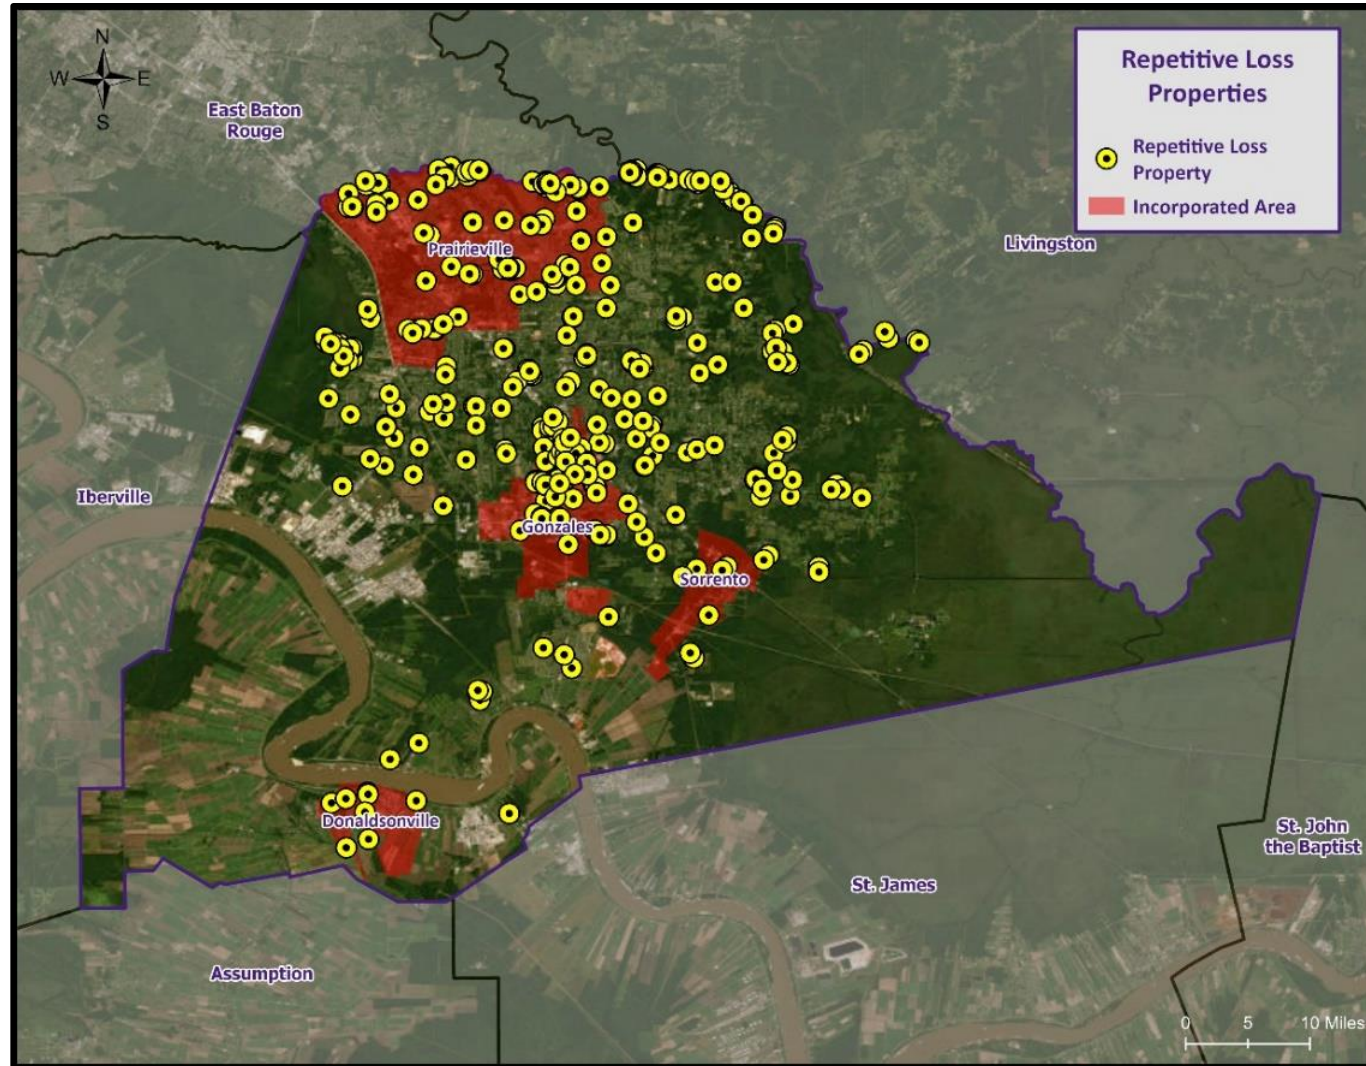 N
W E
S
East Baton
Rouge
Repetitive Loss
Properties
Repetitive Loss
Property
Incorporated Area
Livingston
Prairieville
Iberville
Gonzales
Sorrento
Donaldsonville
St. John
the Baptist
St. James
Assumption
0 5 10 Miles